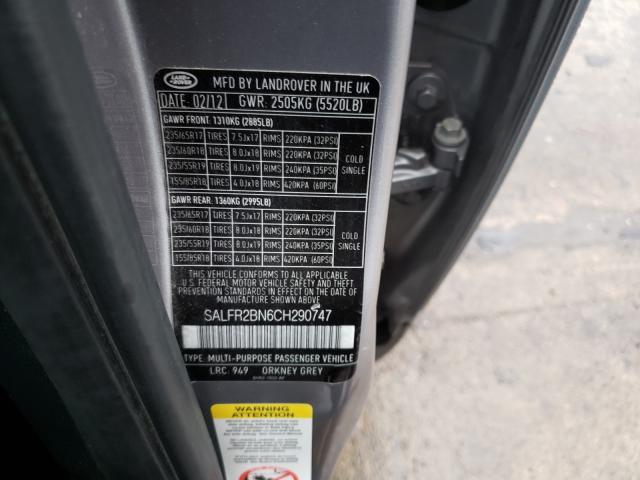 LAND-ROVER
MFD BY LANDROVER IN THE UK
DATE: 02/12 GWR: 2505KG (5520LB)
GAWR FRONT: 1310KG (2885LB)
235/65R17 TIRES 7.5Jx17 RIMS 220KPA (32PSI)
235/60R18 TIRES 8.0Jx18 RIMS 220KPA (32PSI)
235/55R19 TIRES 8.0Jx19 RIMS 240KPA (35PSI)
155/85R18 TIRES 4.0Jx18 RIMS 420KPA (60PSI)
COLD
SINGLE
GAWR REAR: 1360KG (2995LB)
235/65R17 TIRES 7.5Jx17 RIMS 220KPA (32PSI)
235/60R18 TIRES 8.0Jx18 RIMS 220KPA (32PSI)
235/55R19 TIRES 8.0Jx19 RIMS 240KPA (35PSI)
155/85R18 TIRES 4.0Jx18 RIMS 420KPA (60PSI)
COLD
SINGLE
THIS VEHICLE CONFORMS TO ALL APPLICABLE
U.S. FEDERAL MOTOR VEHICLE SAFETY AND THEFT
PREVENTION STANDARDS IN EFFECT ON THE
DATE OF MANUFACTURE SHOWN ABOVE
SALFR2BN6CH290747
TYPE: MULTI-PURPOSE PASSENGER VEHICLE
LRC: 949 ORKNEY GREY
WARNING
ATTENTION